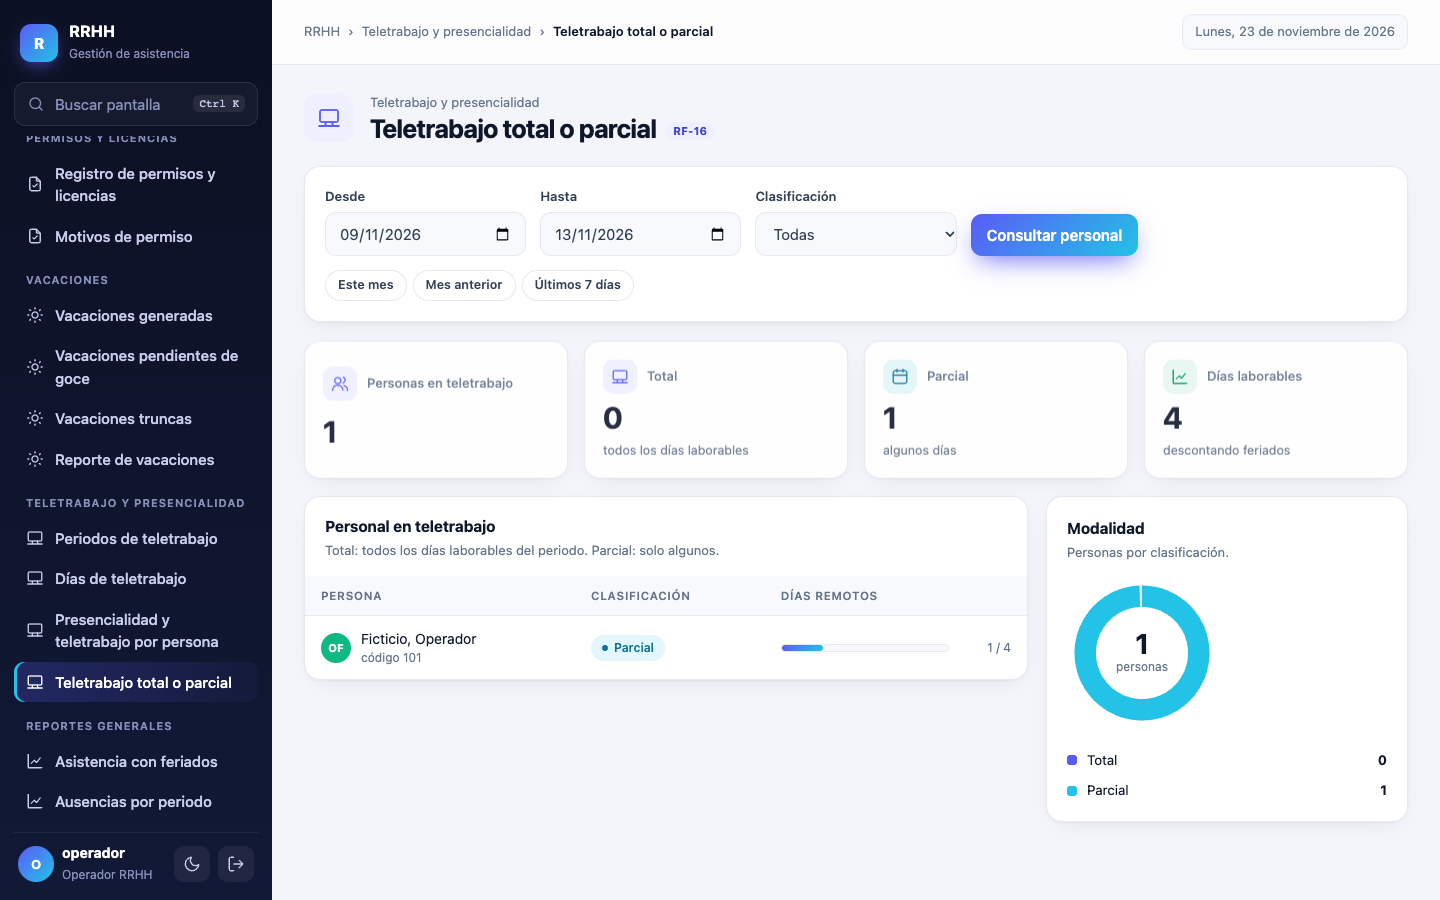 RRHH
Gestión de asistencia
Buscar pantalla
Ctrl K
PERMISOS Y LICENCIAS
Registro de permisos y
licencias
Motivos de permiso
VACACIONES
Vacaciones generadas
Vacaciones pendientes de
goce
Vacaciones truncas
Reporte de vacaciones
TELETRABAJO Y PRESENCIALIDAD
Periodos de teletrabajo
Días de teletrabajo
Presencialidad y
teletrabajo por persona
Teletrabajo total o parcial
REPORTES GENERALES
Asistencia con feriados
Ausencias por periodo
operador
Operador RRHH
R
O
RRHH › Teletrabajo y presencialidad › Teletrabajo total o parcial
Lunes, 23 de noviembre de 2026
Teletrabajo y presencialidad
Teletrabajo total o parcial RF-16
Desde
09/11/2026
Hasta
13/11/2026
Clasificación
Todas
Consultar personal
Este mes
Mes anterior
Últimos 7 días
Personas en teletrabajo
1
Total
0
todos los días laborables
Parcial
1
algunos días
Días laborables
4
descontando feriados
Personal en teletrabajo
Total: todos los días laborables del periodo. Parcial: solo algunos.
PERSONA CLASIFICACIÓN DÍAS REMOTOS
OF
Ficticio, Operador
código 101
Parcial
1 / 4
Modalidad
Personas por clasificación.
1
personas
Total 0
Parcial 1